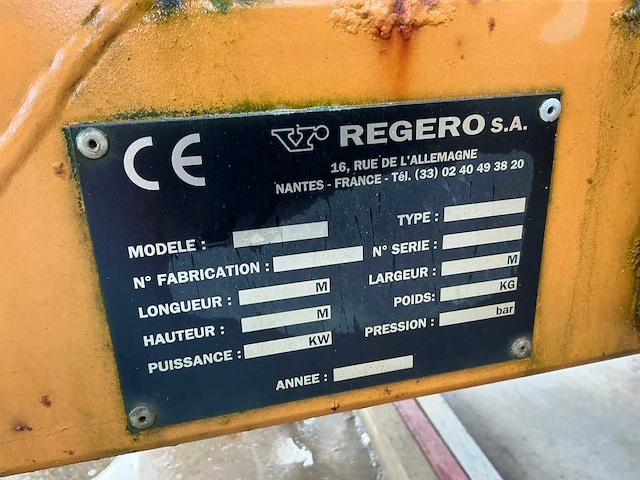 CE
REGERO S.A.
16, RUE DE L'ALLEMAGNE
NANTES - FRANCE - Tél. (33) 02 40 49 38 20
MODELE :
TYPE :
N° FABRICATION :
N° SERIE :
LONGUEUR : M
LARGEUR : M
HAUTEUR : M
POIDS: KG
PUISSANCE : KW
PRESSION : bar
ANNEE :